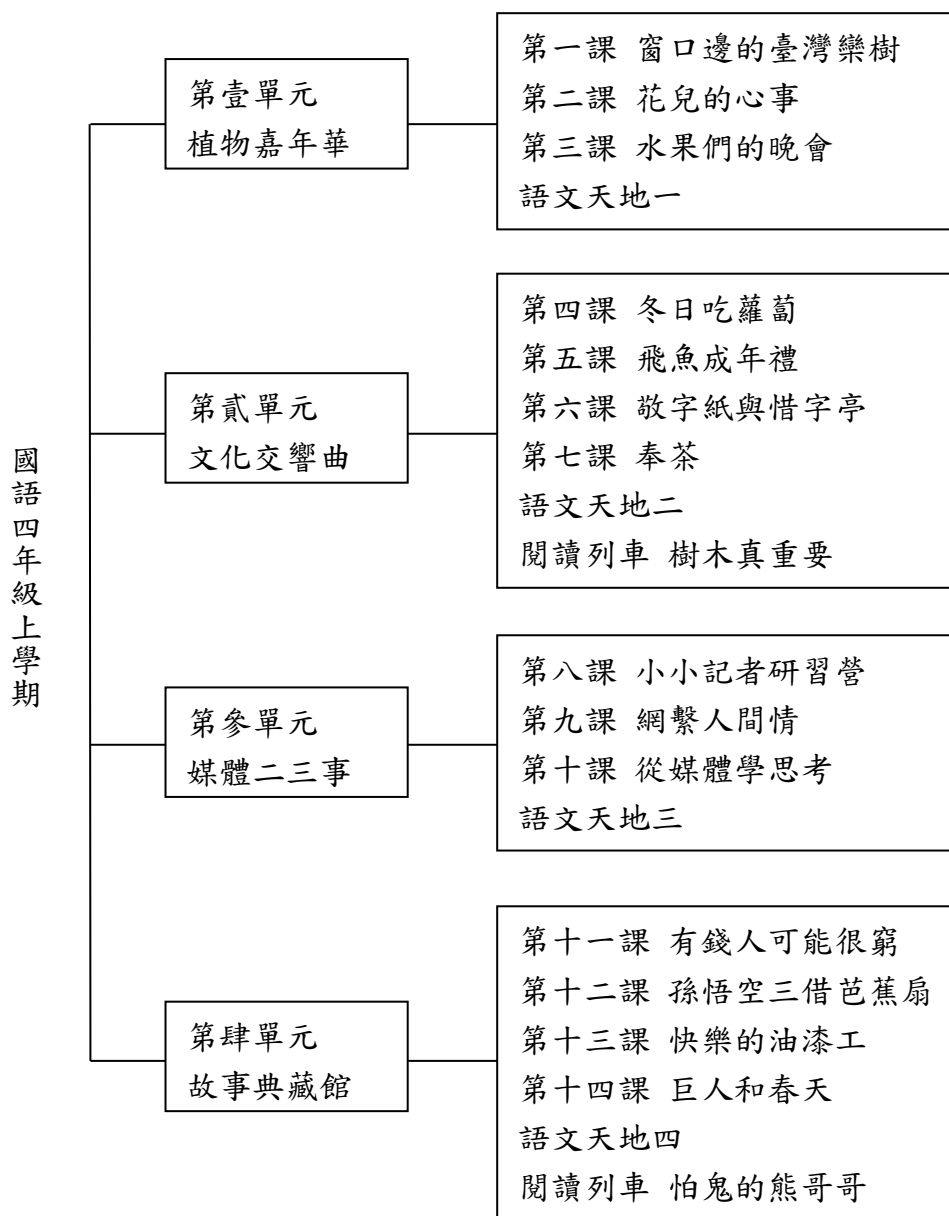 國語四年級上學期
第壹單元
植物嘉年華
第一課 窗口邊的臺灣欒樹
第二課 花兒的心事
第三課 水果們的晚會
語文天地一
第貳單元
文化交響曲
第四課 冬日吃蘿蔔
第五課 飛魚成年禮
第六課 敬字紙與惜字亭
第七課 奉茶
語文天地二
閱讀列車 樹木真重要
第參單元
媒體二三事
第八課 小小記者研習營
第九課 網繫人間情
第十課 從媒體學思考
語文天地三
第肆單元
故事典藏館
第十一課 有錢人可能很窮
第十二課 孫悟空三借芭蕉扇
第十三課 快樂的油漆工
第十四課 巨人和春天
語文天地四
閱讀列車 怕鬼的熊哥哥